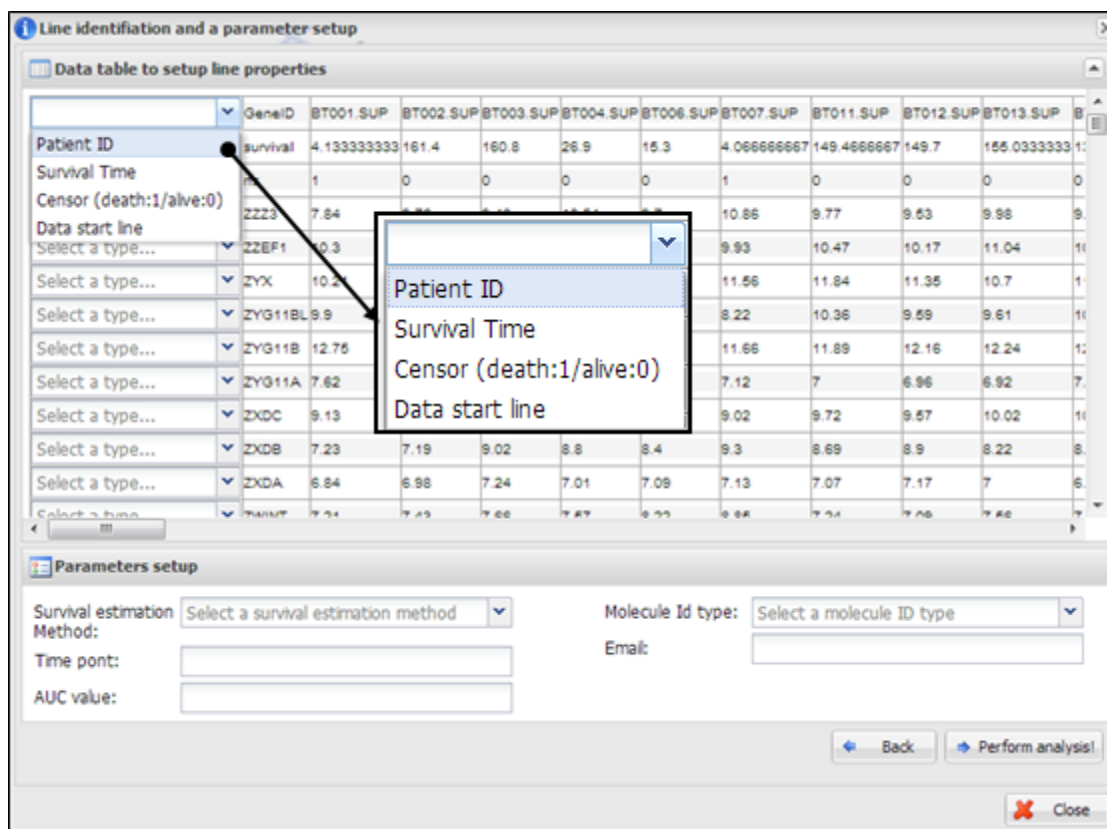 Line identifiation and a parameter setup
Data table to setup line properties
GeneID BT001.SUP BT002.SUP BT003.SUP BT004.SUP BT006.SUP BT007.SUP BT011.SUP BT012.SUP BT013.SUP
Patient ID survival 4.133333333 161.4 160.8 26.9 15.3 4.066666667 149.4666667 149.7 155.0333333
Survival Time
1 0 0 0 0 1 0 0 0 0
Censor (death:1/alive:0)
ZZZ3 7.84 10.86 9.77 9.53 9.98
Data start line
Select a type... ZZEF1 10.3 9.93 10.47 10.17 11.04
Select a type... ZYX 11.56 11.84 11.35 10.7
Select a type... ZYG11BL 9.9 8.22 10.36 9.59 9.61
Select a type... ZYG11B 12.75 11.66 11.89 12.16 12.24
Select a type... ZYG11A 7.62 7.12 7 6.96 6.92
Select a type... ZXDC 9.13 9.02 9.72 9.57 10.02
Select a type... ZXDB 7.23 7.19 9.02 8.8 8.4 9.3 8.69 8.9 8.22
Select a type... ZXDA 6.84 6.98 7.24 7.01 7.09 7.13 7.07 7.17 7
Patient ID
Survival Time
Censor (death:1/alive:0)
Data start line
Parameters setup
Survival estimation Method: Select a survival estimation method
Time pont:
AUC value:
Molecule Id type: Select a molecule ID type
Email:
Back Perform analysis!
Close